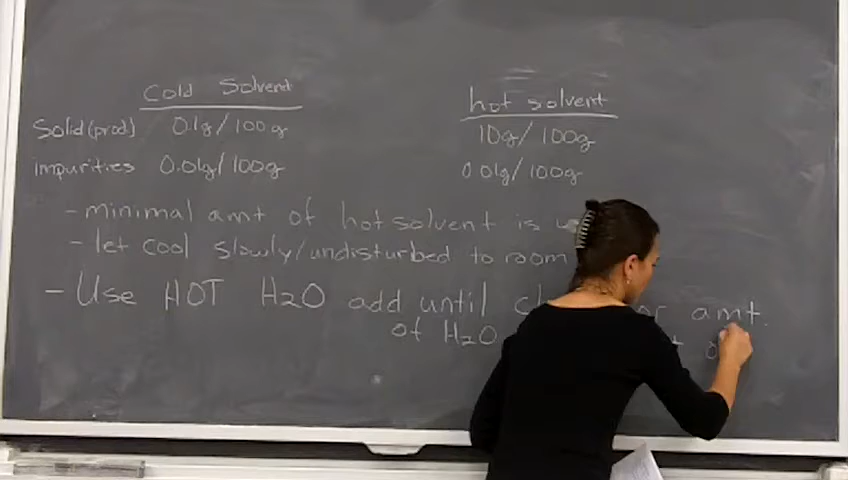 Cold Solvent hot solvent
Solid (prod) 0.1g/100g 10g/100g
impurities 0.01g/100g 0.01g/100g
- minimal amt of hot solvent is
- let cool slowly/undisturbed to room
- Use HOT H2O add until or amt.
of H2O